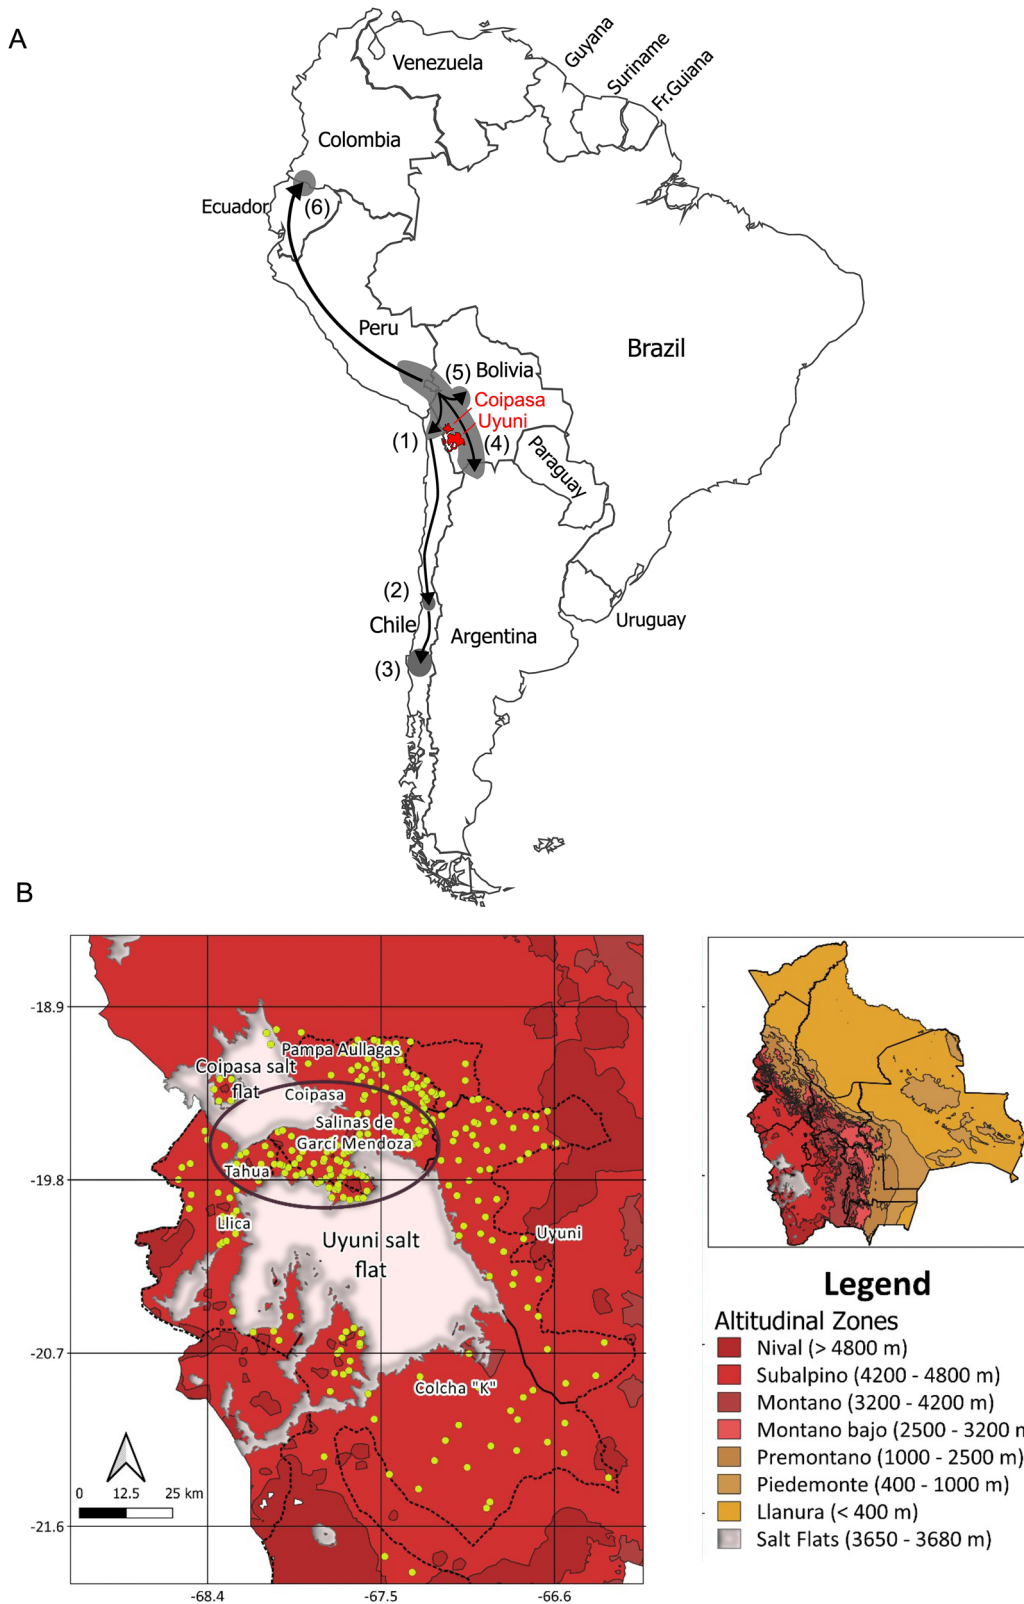 A
Venezuela
Guyana
Suriname
Fr.Guiana
Colombia
Ecuador
(6)
Peru
Brazil
(5) Bolivia
Coipasa
Uyuni
(1)
(4)
Paraguay
(2)
Chile
Argentina
Uruguay
(3)
B
-18.9
Pampa Aullagas
Coipasa salt
flat
Coipasa
Salinas de
Garcí Mendoza
Tahua
-19.8
Llica
Uyuni salt
flat
Uyuni
-20.7
Colcha "K"
0 12.5 25 km
-21.6
-68.4 -67.5 -66.6
Legend
Altitudinal Zones
Nival (> 4800 m)
Subalpino (4200 - 4800 m)
Montano (3200 - 4200 m)
Montano bajo (2500 - 3200 m
Premontano (1000 - 2500 m)
Piedemonte (400 - 1000 m)
Llanura (< 400 m)
Salt Flats (3650 - 3680 m)